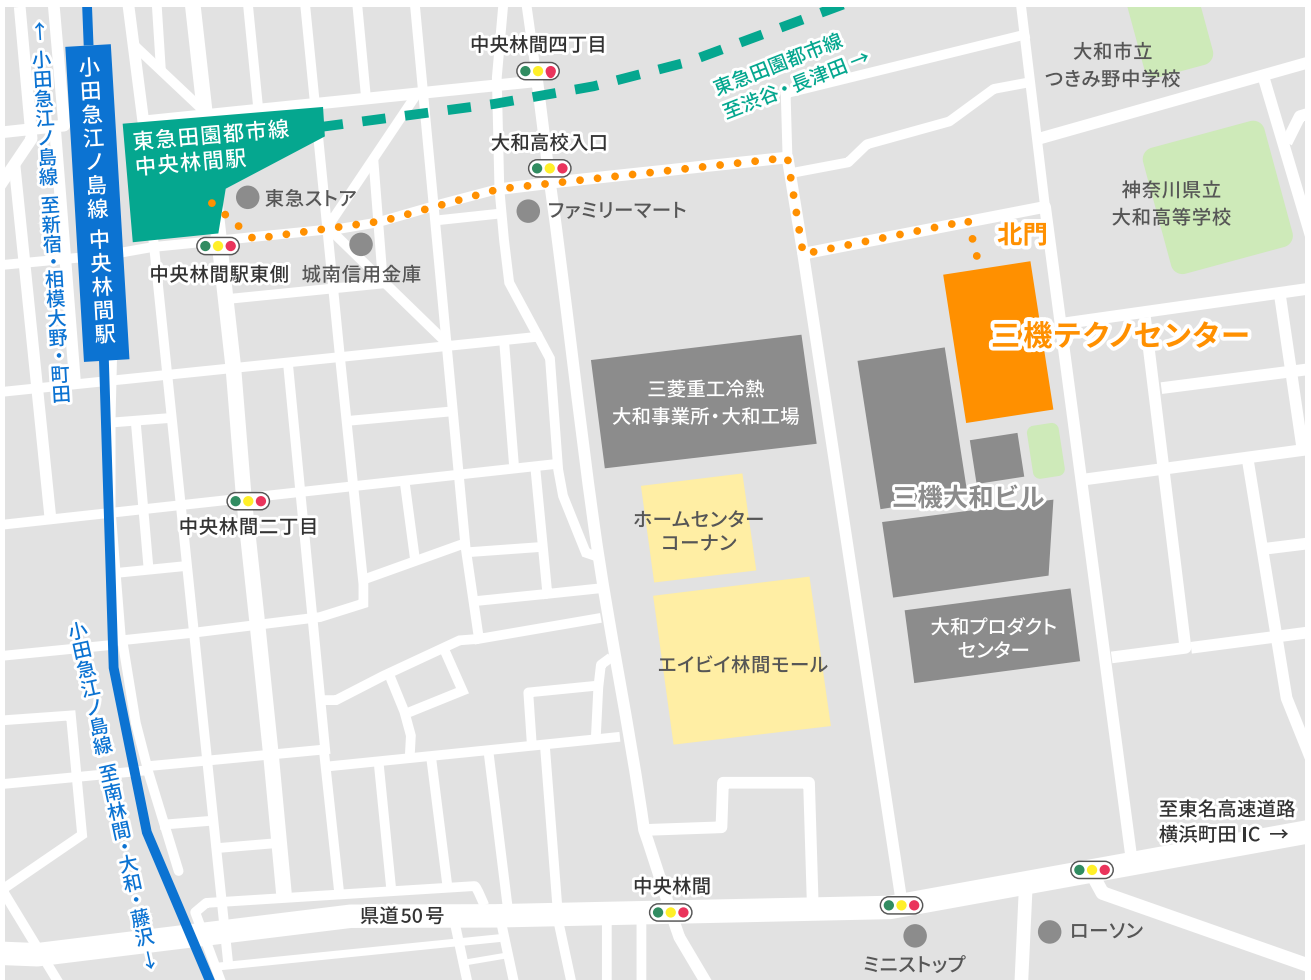 中央林間四丁目
↑ 小田急江ノ島線 至新宿・相模大野・町田
小田急江ノ島線 中央林間駅
東急田園都市線
中央林間駅
東急田園都市線
至渋谷・長津田 →
大和市立
つきみ野中学校
大和高校入口
東急ストア
ファミリーマート
神奈川県立
大和高等学校
北門
中央林間駅東側
城南信用金庫
三機テクノセンター
三菱重工冷熱
大和事業所・大和工場
三機大和ビル
中央林間二丁目
ホームセンター
コーナン
大和プロダクト
センター
エイビイ林間モール
小田急江ノ島線 至南林間・大和・藤沢 ↓
至東名高速道路
横浜町田 IC →
中央林間
県道50号
ローソン
ミニストップ